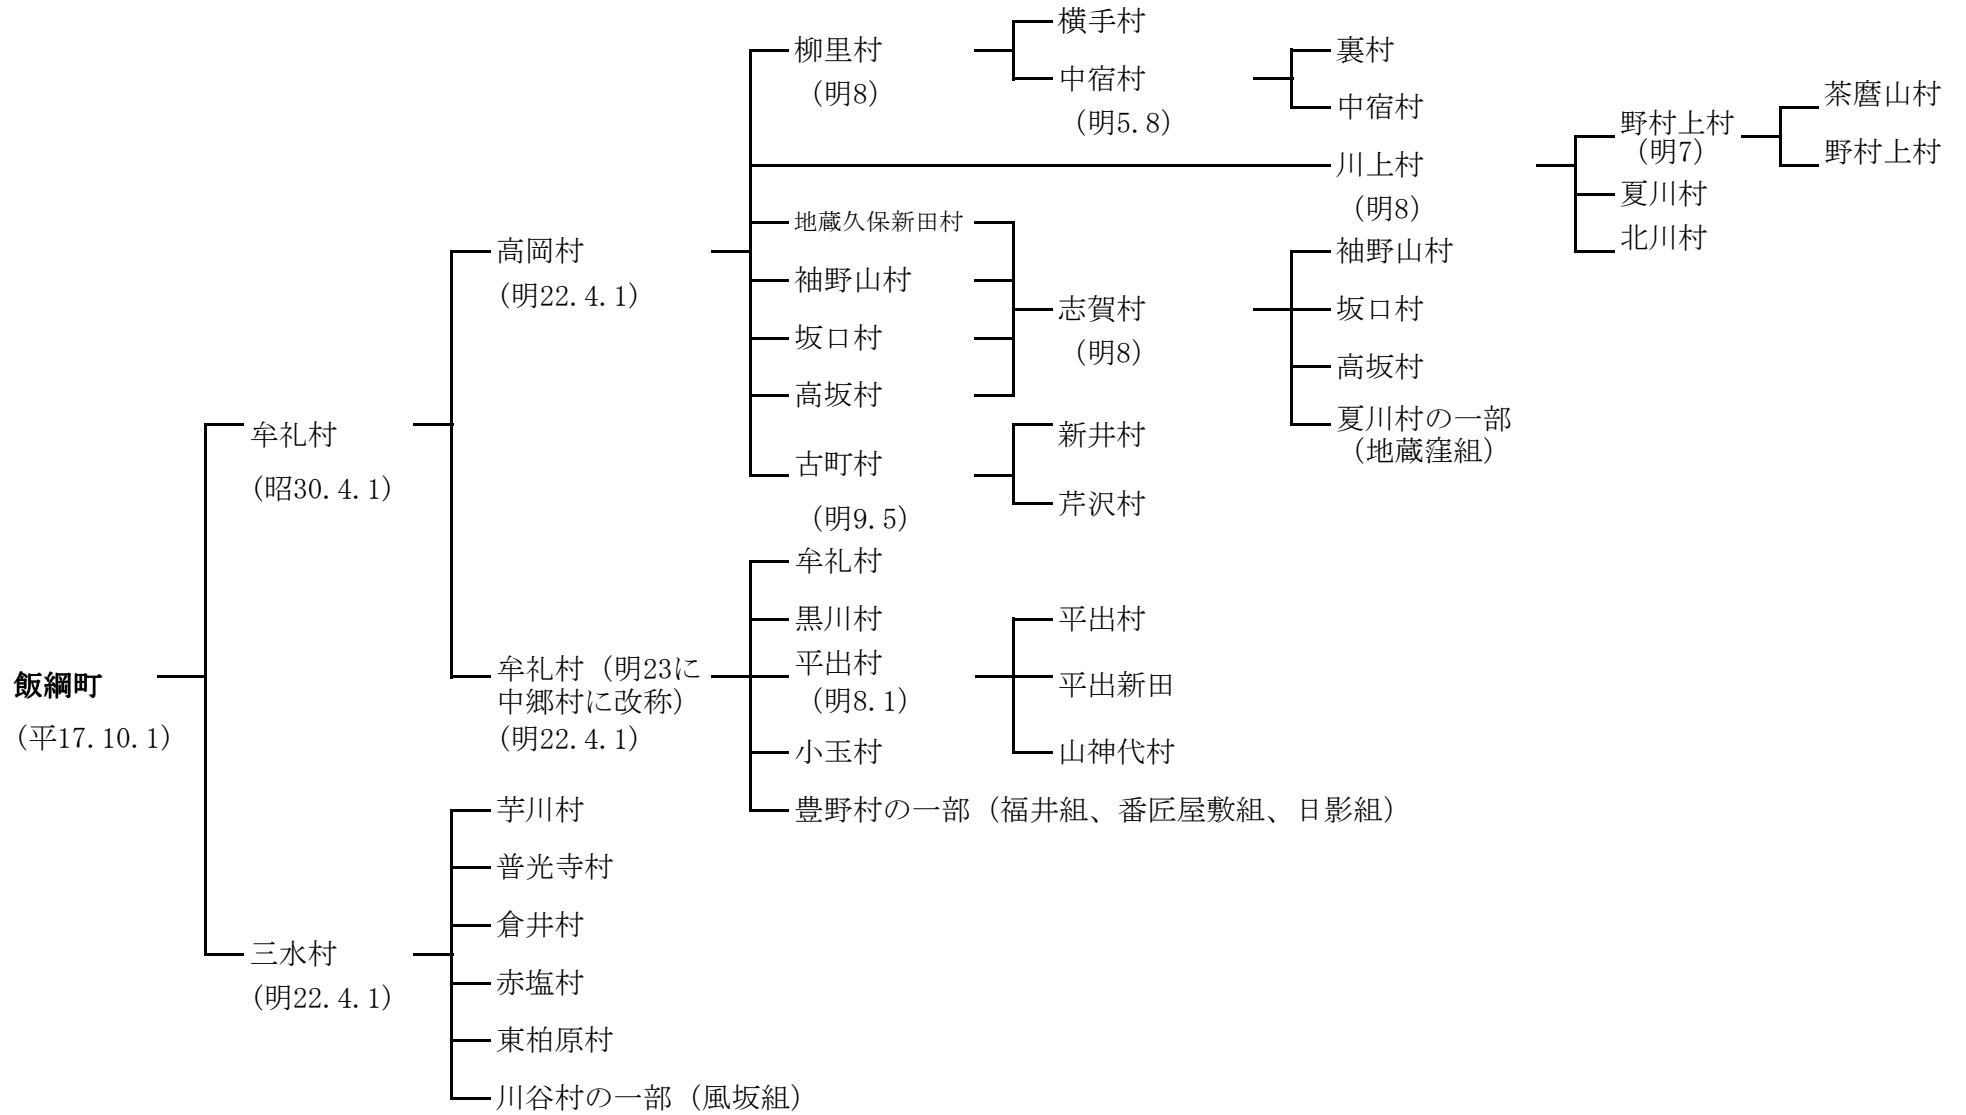 飯綱町
(平17.10.1)
牟礼村
(昭30.4.1)
三水村
(明22.4.1)
高岡村
(明22.4.1)
牟礼村（明23に
中郷村に改称）
(明22.4.1)
芋川村
普光寺村
倉井村
赤塩村
東柏原村
川谷村の一部（風坂組）
柳里村
(明8)
地蔵久保新田村
袖野山村
坂口村
高坂村
古町村
(明9.5)
牟礼村
黒川村
平出村
(明8.1)
小玉村
豊野村の一部（福井組、番匠屋敷組、日影組）
横手村
中宿村
(明5.8)
志賀村
(明8)
新井村
芹沢村
平出村
平出新田
山神代村
裏村
中宿村
川上村
(明8)
袖野山村
坂口村
高坂村
夏川村の一部
（地蔵窪組）
野村上村
(明7)
夏川村
北川村
茶磨山村
野村上村